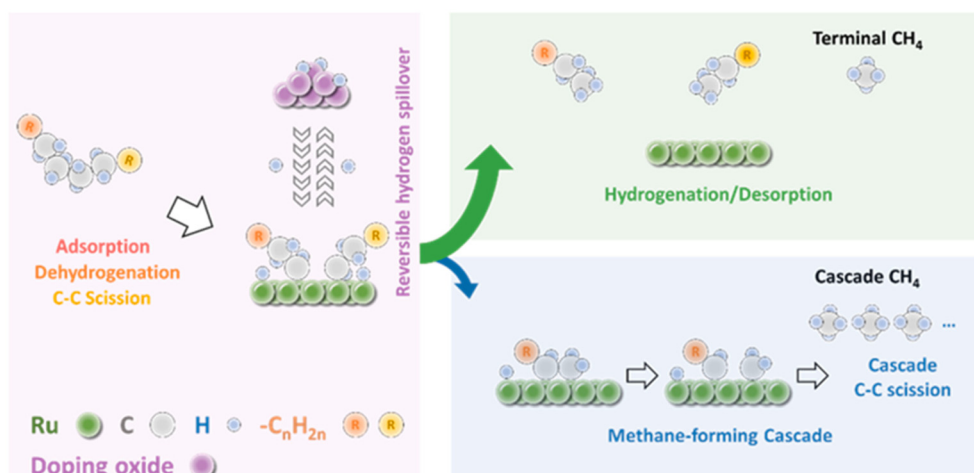 R
R
Adsorption
Dehydrogenation
C-C Scission
R
R
Reversible hydrogen spillover
Ru C H -CnH2n R R
Doping oxide
R
R
Terminal CH4
Hydrogenation/Desorption
Cascade CH4
R
R
...
Cascade
C-C scission
Methane-forming Cascade